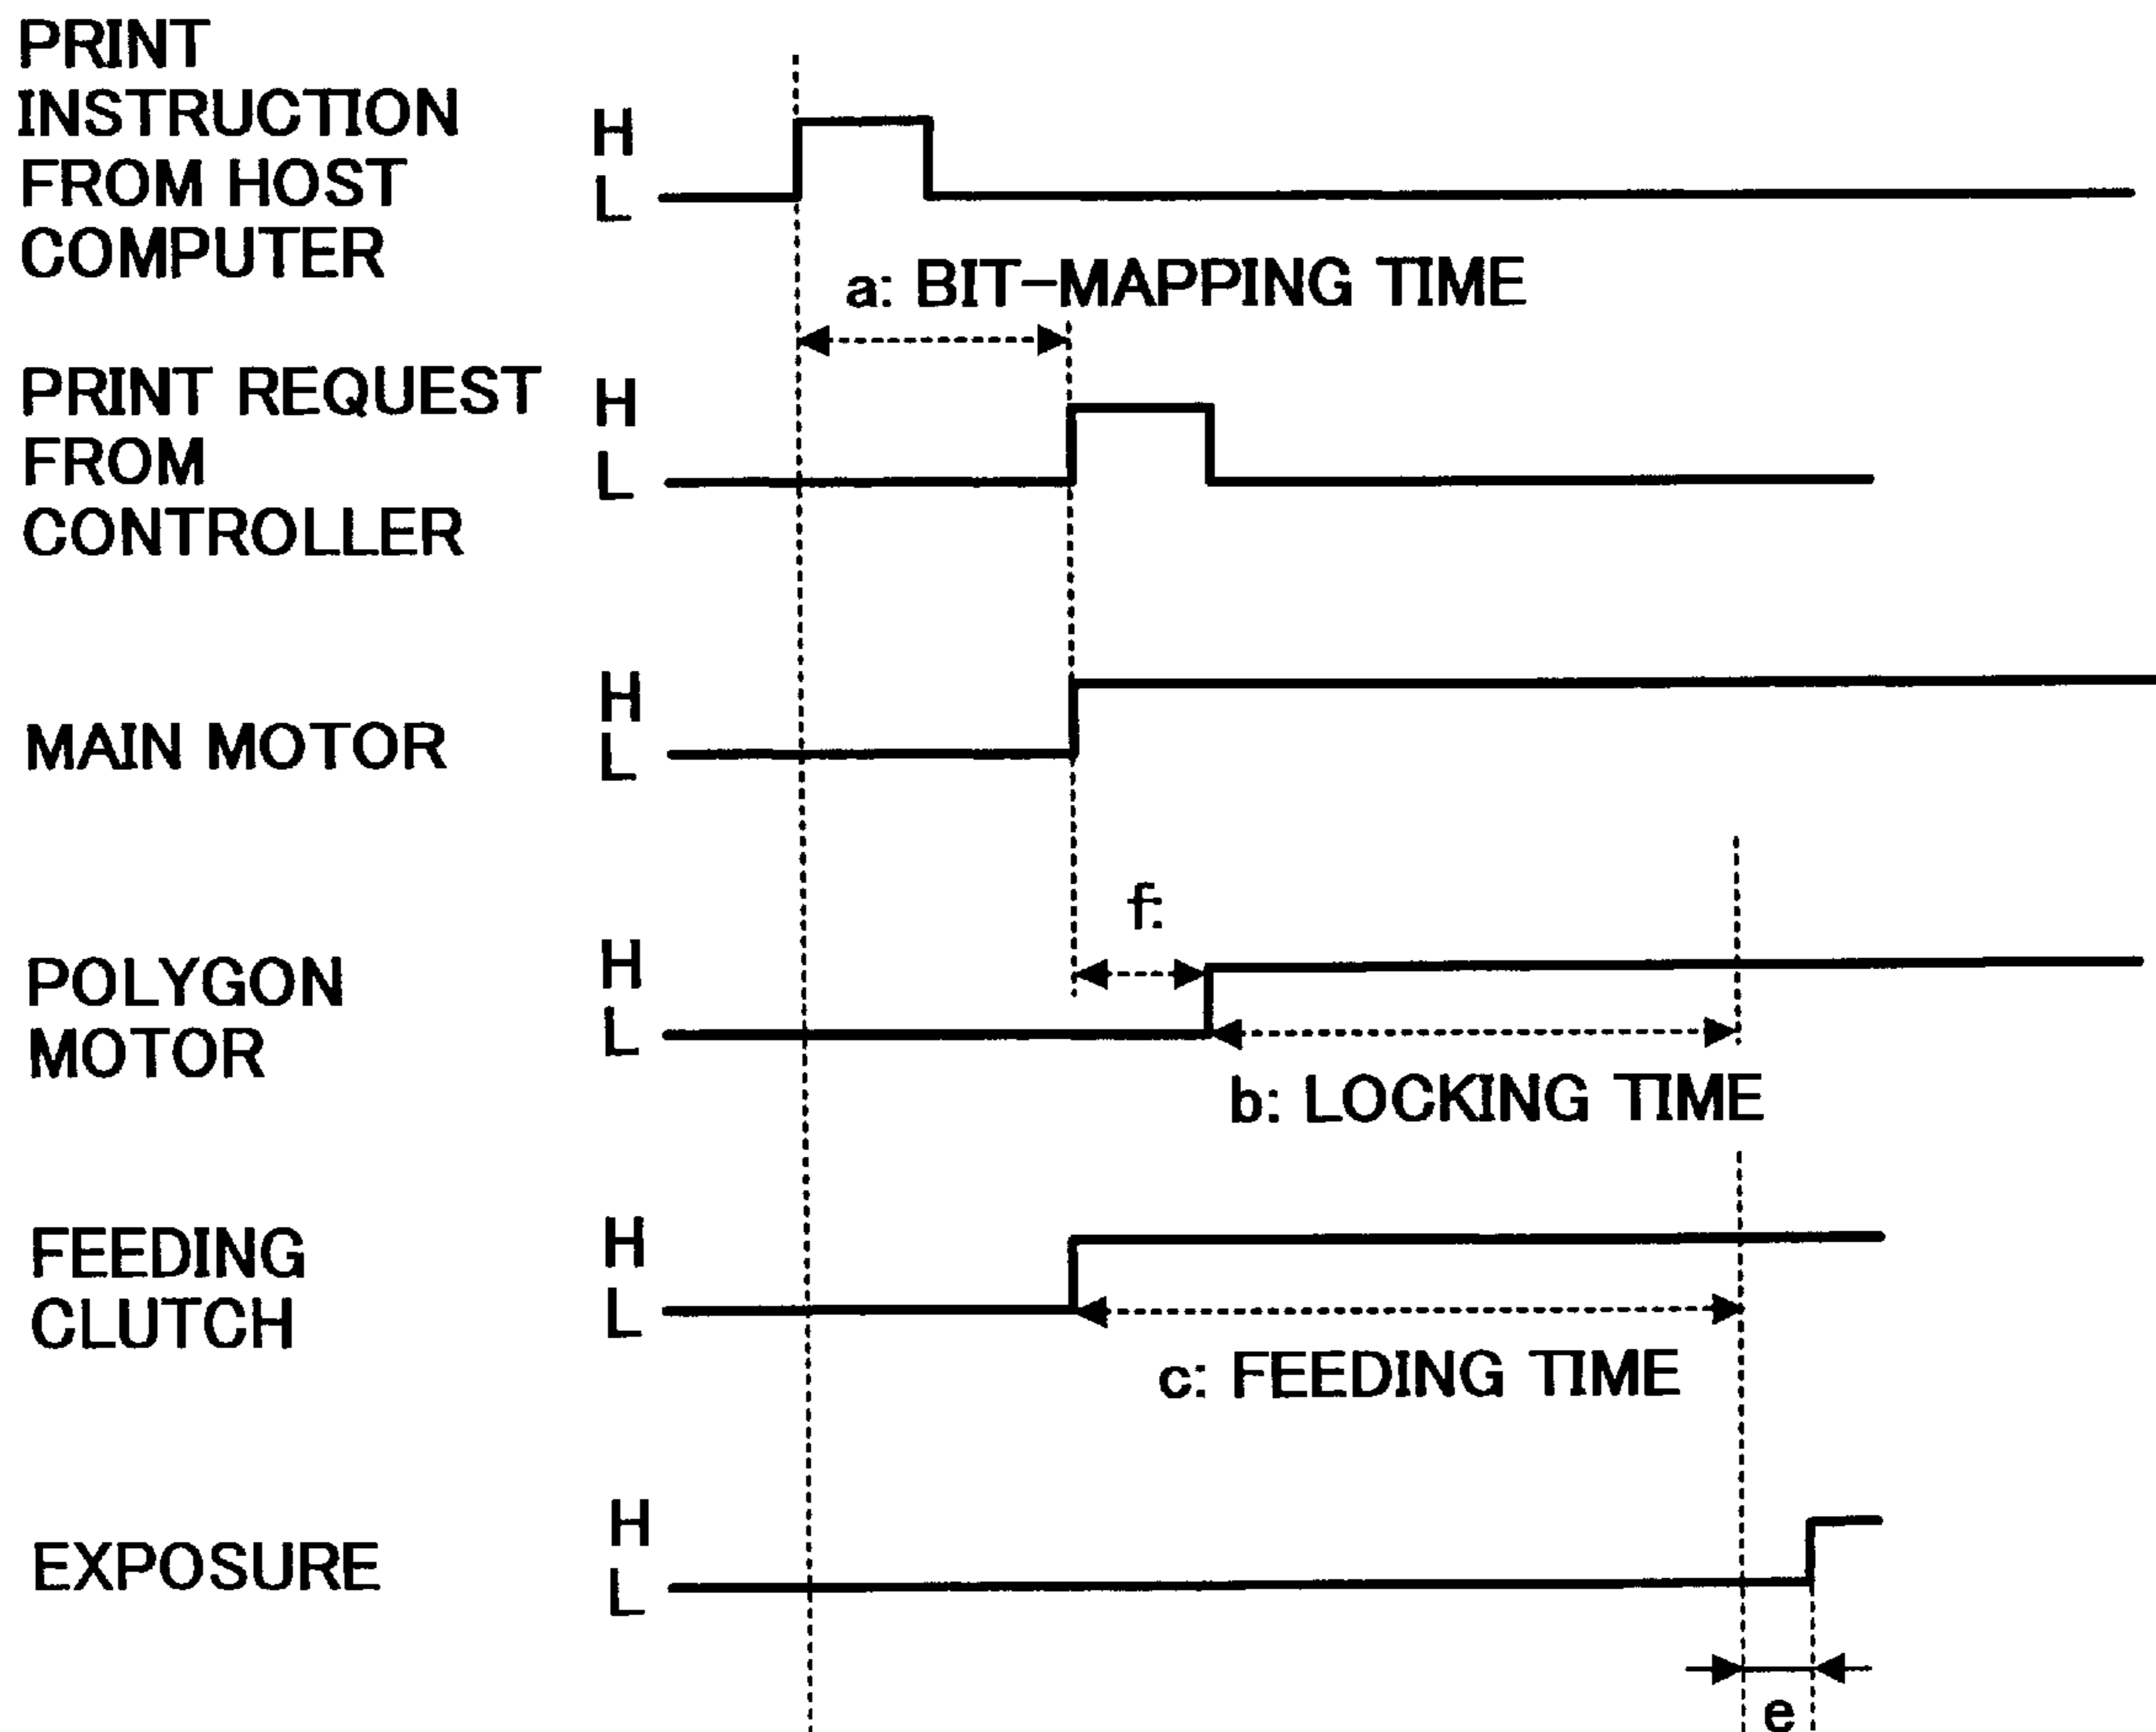 PRINT
INSTRUCTION
FROM HOST
COMPUTER
H
L
a: BIT-MAPPING TIME
PRINT REQUEST
FROM
CONTROLLER
H
L
MAIN MOTOR
H
L
f:
POLYGON
MOTOR
H
L
b: LOCKING TIME
FEEDING
CLUTCH
H
L
c: FEEDING TIME
EXPOSURE
H
L
e